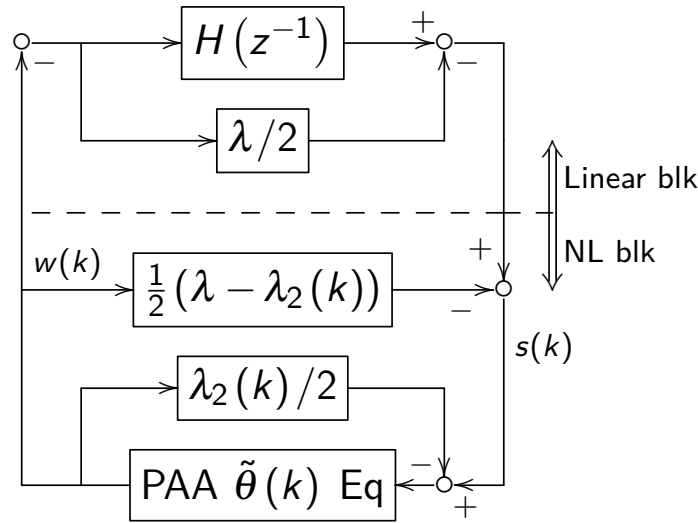 H(z⁻¹)
+
−
−
λ/2
Linear blk
NL blk
w(k)
+
½(λ − λ₂(k))
−
s(k)
λ₂(k)/2
−
PAA θ̃(k) Eq
+